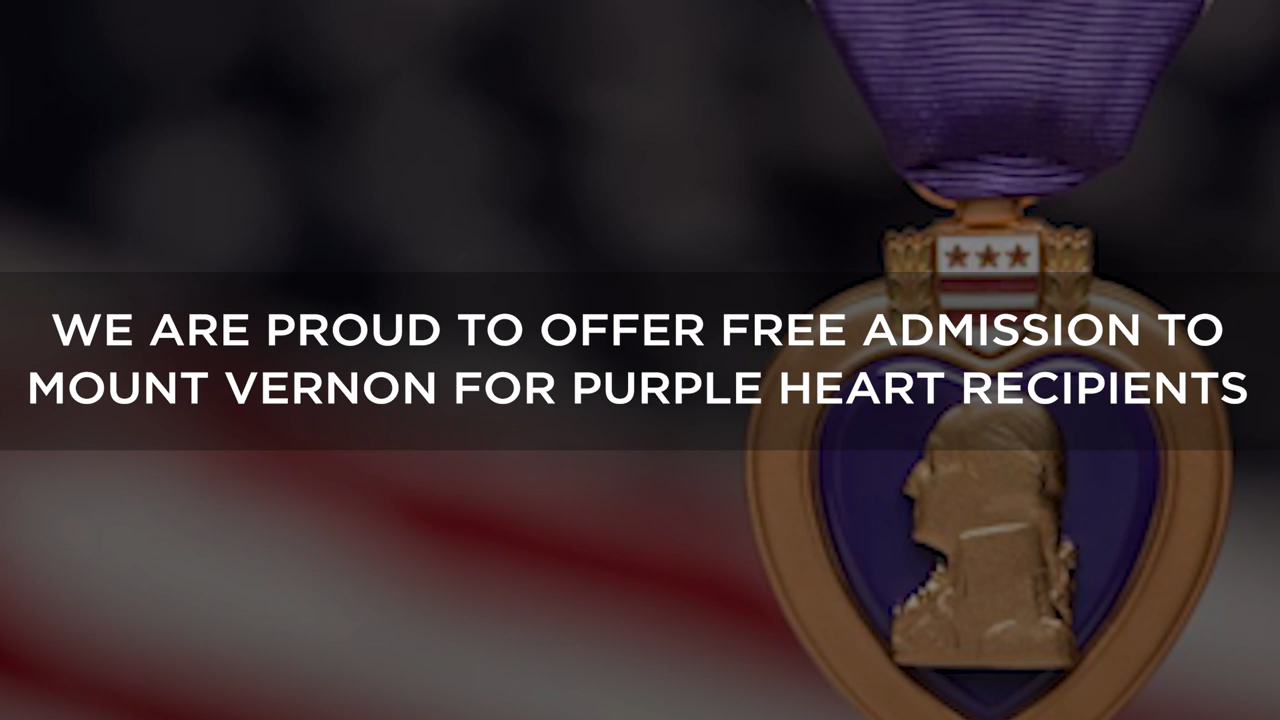 WE ARE PROUD TO OFFER FREE ADMISSION TO
MOUNT VERNON FOR PURPLE HEART RECIPIENTS